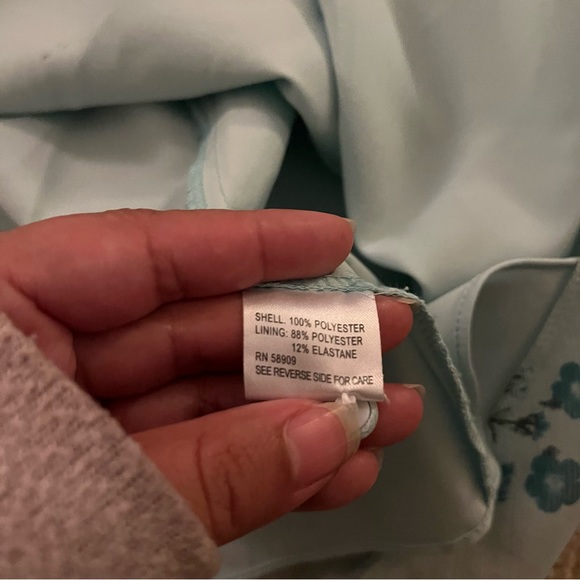 SHELL. 100% POLYESTER
LINING: 88% POLYESTER
12% ELASTANE
RN 58909
SEE REVERSE SIDE FOR CARE